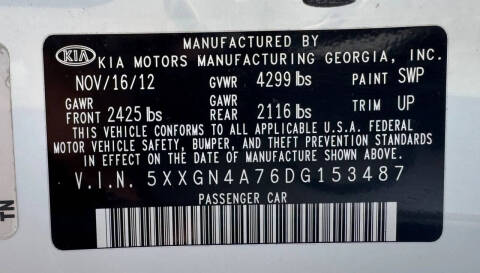 MANUFACTURED BY
KIA KIA MOTORS MANUFACTURING GEORGIA, INC.
NOV/16/12 GVWR 4299 lbs PAINT SWP
GAWR FRONT 2425 lbs GAWR REAR 2116 lbs TRIM UP
THIS VEHICLE CONFORMS TO ALL APPLICABLE U.S.A. FEDERAL
MOTOR VEHICLE SAFETY, BUMPER, AND THEFT PREVENTION STANDARDS
IN EFFECT ON THE DATE OF MANUFACTURE SHOWN ABOVE.
V.I.N. 5XXGN4A76DG153487
PASSENGER CAR
TN